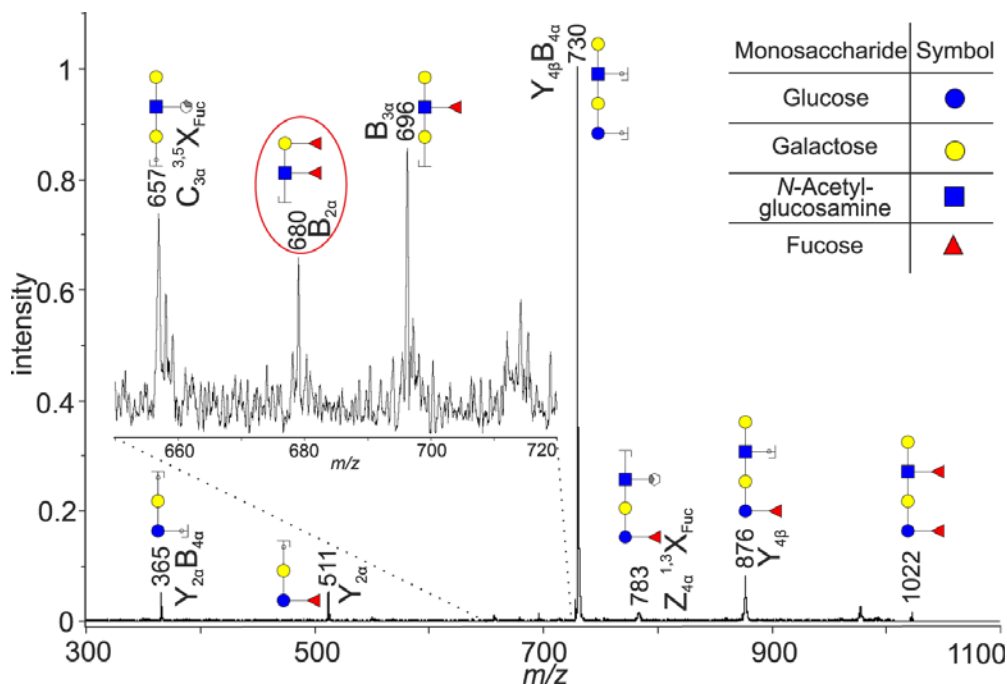 Monosaccharide Symbol
Glucose
Galactose
N-Acetyl-
glucosamine
Fucose
intensity
1
0.8
0.6
0.4
0.2
0
300
500
700
900
1100
m/z
660
680
700
720
m/z
657
C3α 3,5XFuc
680
B2α
B3α
696
Y4βB4α
730
365
Y2αB4α
511
Y2α
783
Z4α 1,3XFuc
876
Y4β
1022